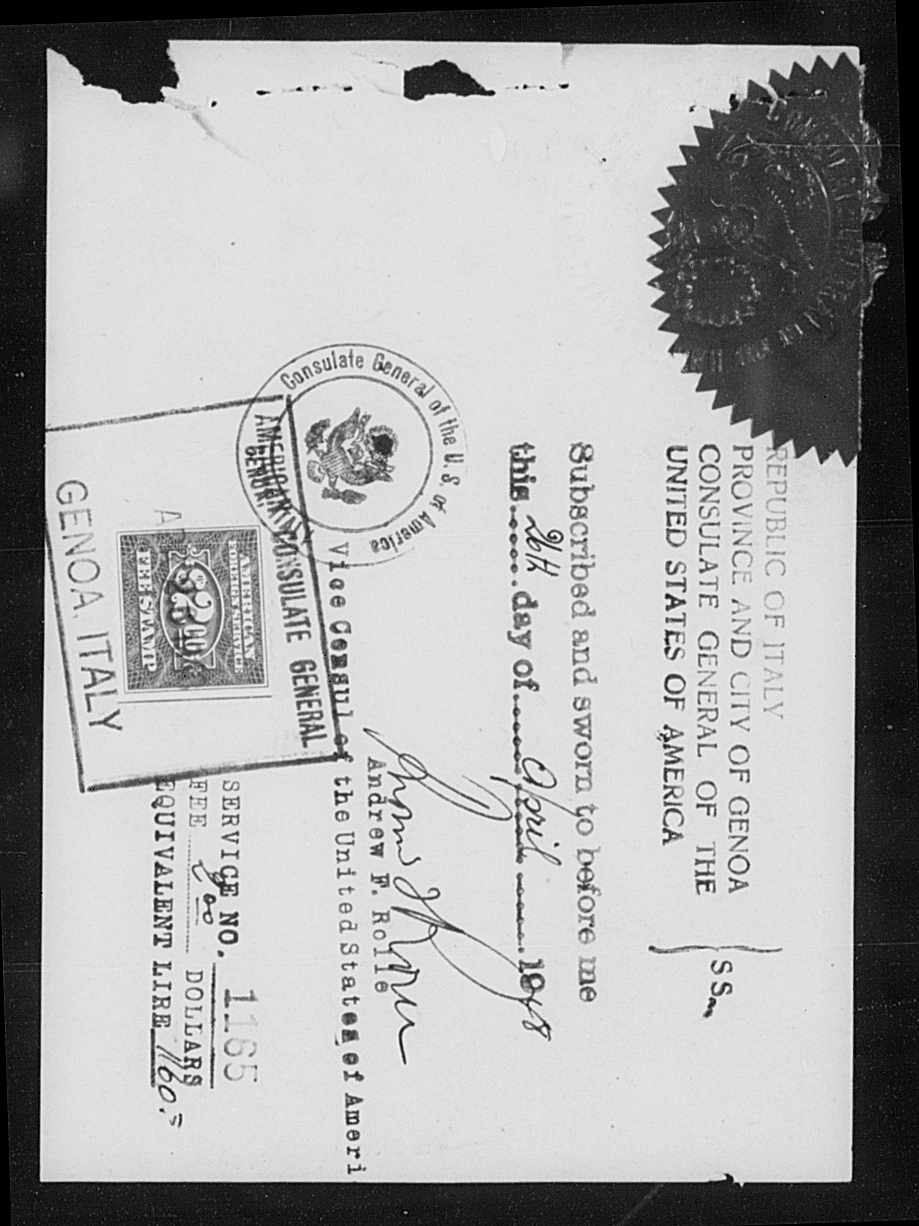 REPUBLIC OF ITALY
PROVINCE AND CITY OF GENOA
CONSULATE GENERAL OF THE
UNITED STATES OF AMERICA
SS.
Subscribed and sworn to before me
this......day of.................1948
26th April
Andrew F. Rolle
Vice Consul of the United States of Ameri
Consulate General of the U. S. of America
AMERICAN CONSULATE GENERAL
GENOA, ITALY
AMERICAN
FOREIGN SERVICE
$2.00
FEE STAMP
SERVICE NO. 1165
FEE 2.00 DOLLARS
EQUIVALENT LIRE 1160.=